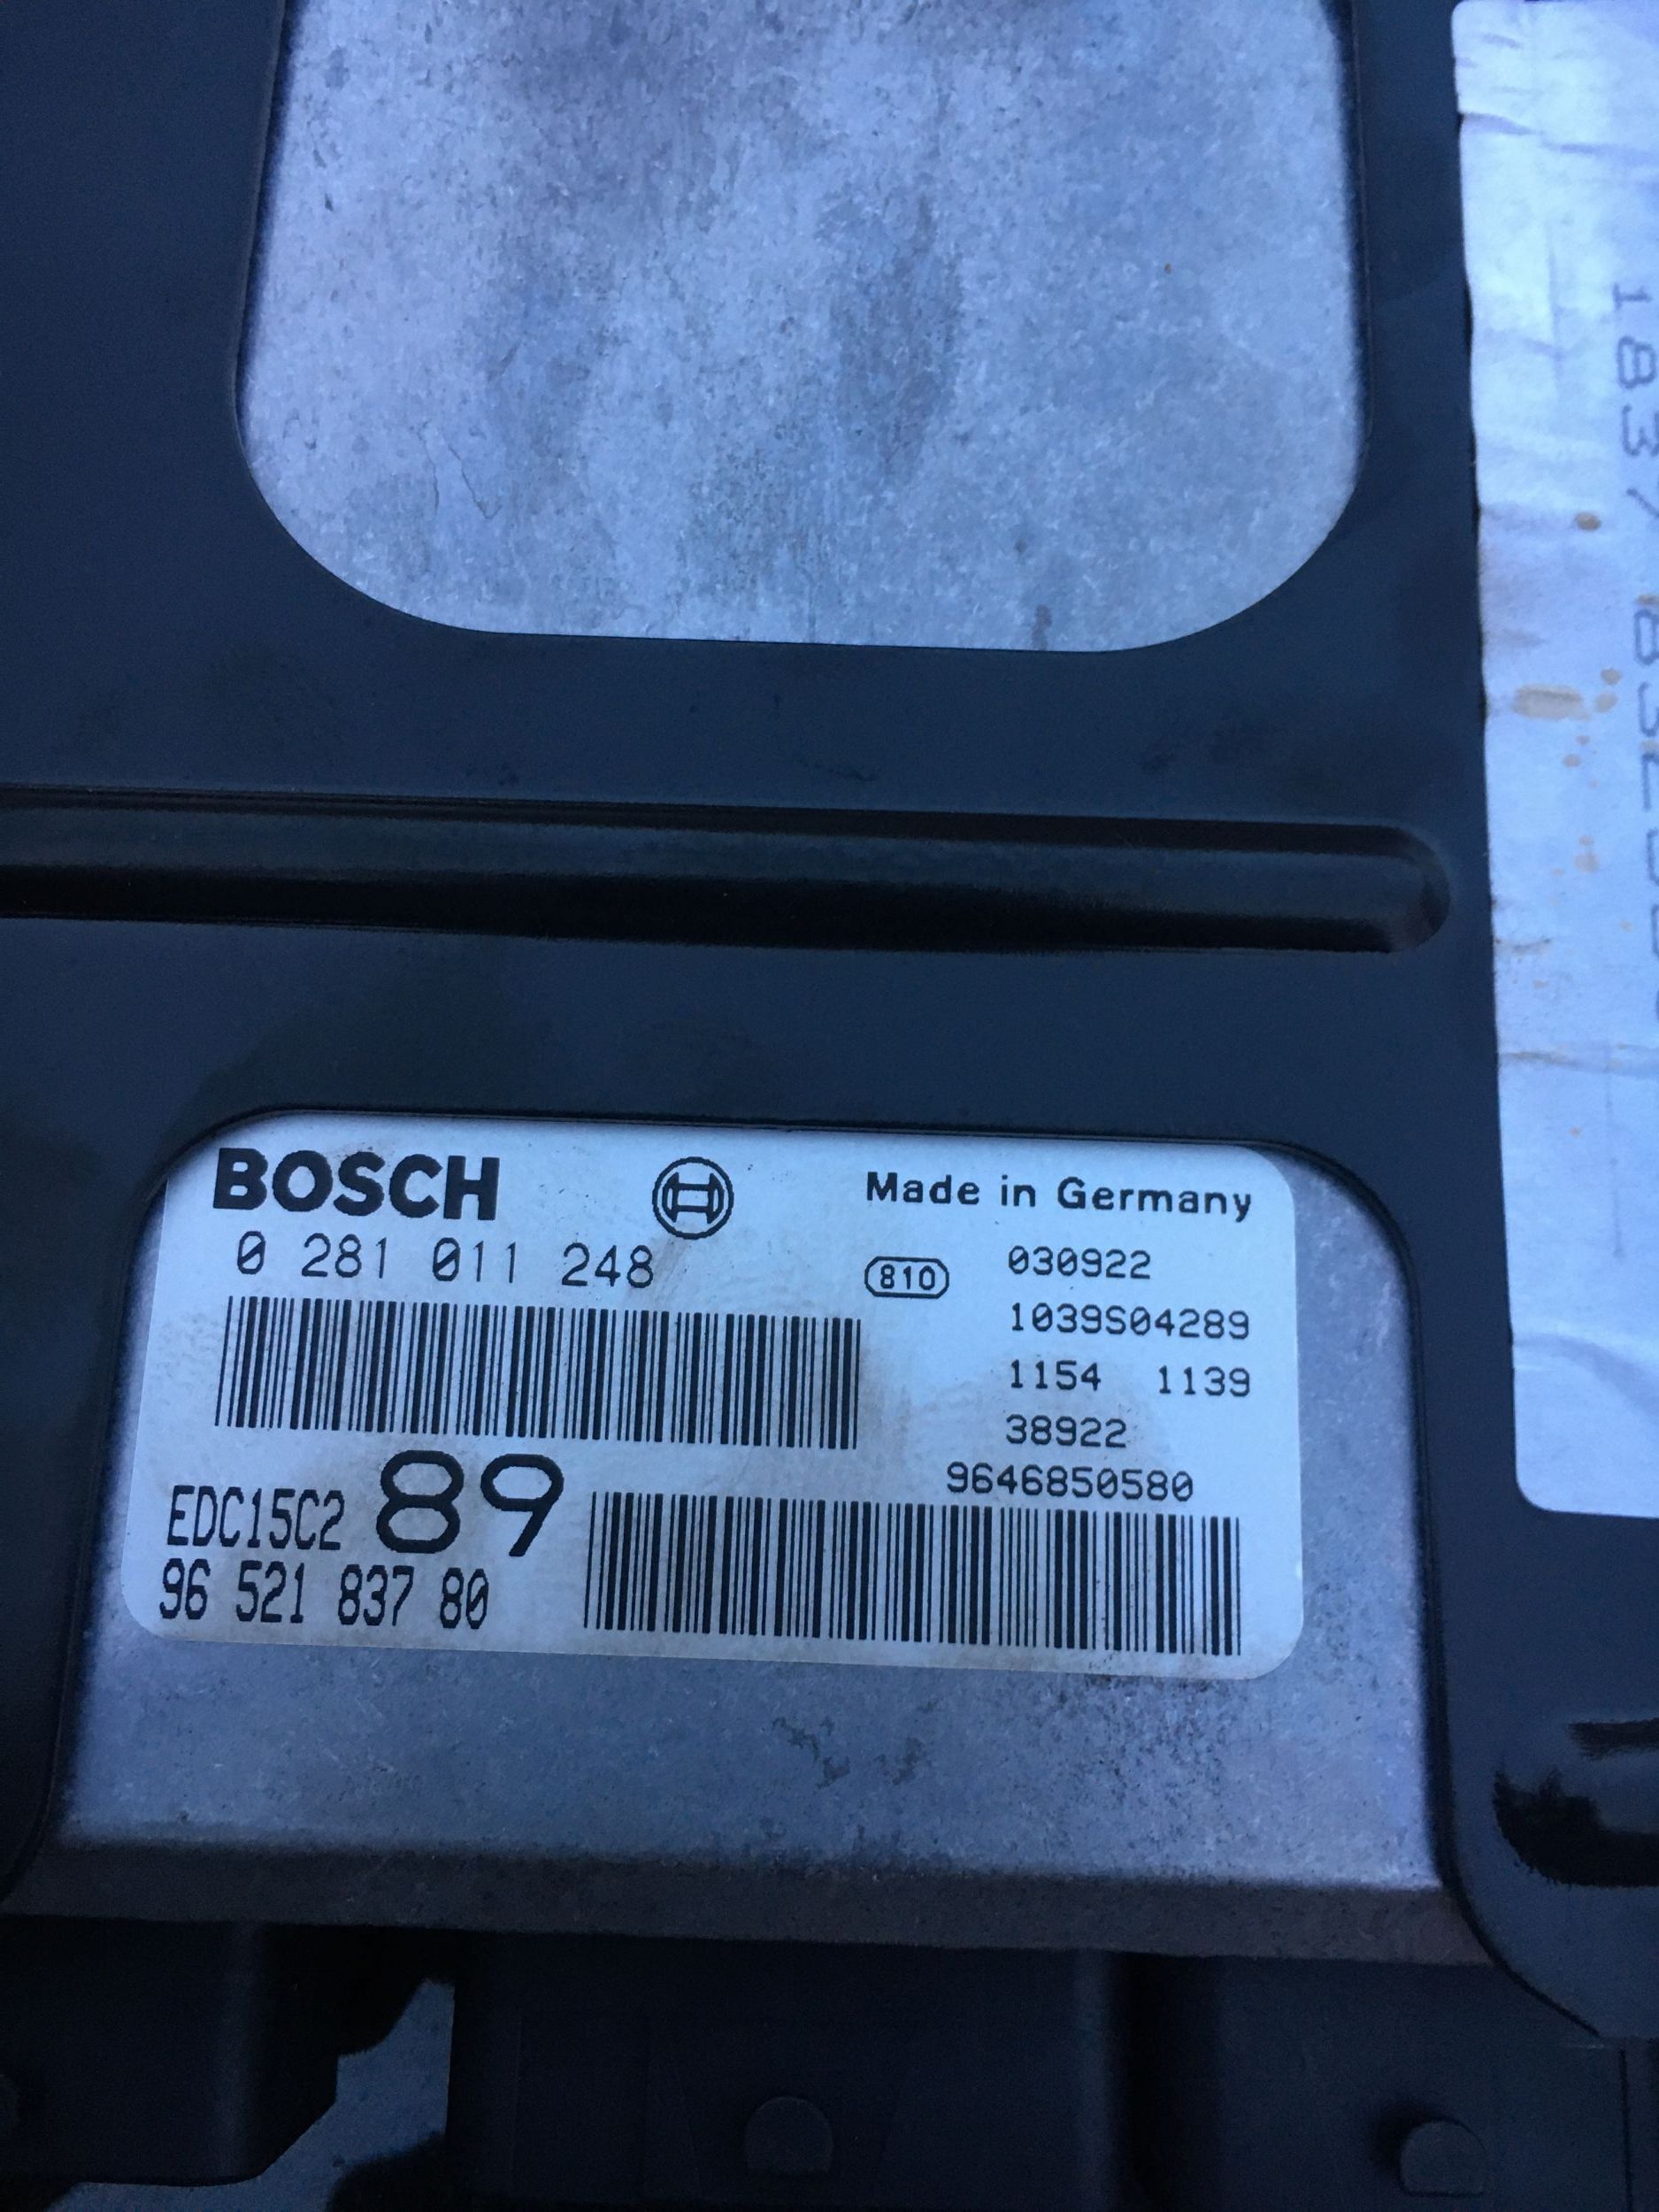 BOSCH
Made in Germany
0 281 011 248
810
030922
1039S04289
1154 1139
38922
9646850580
EDC15C2 89
96 521 837 80